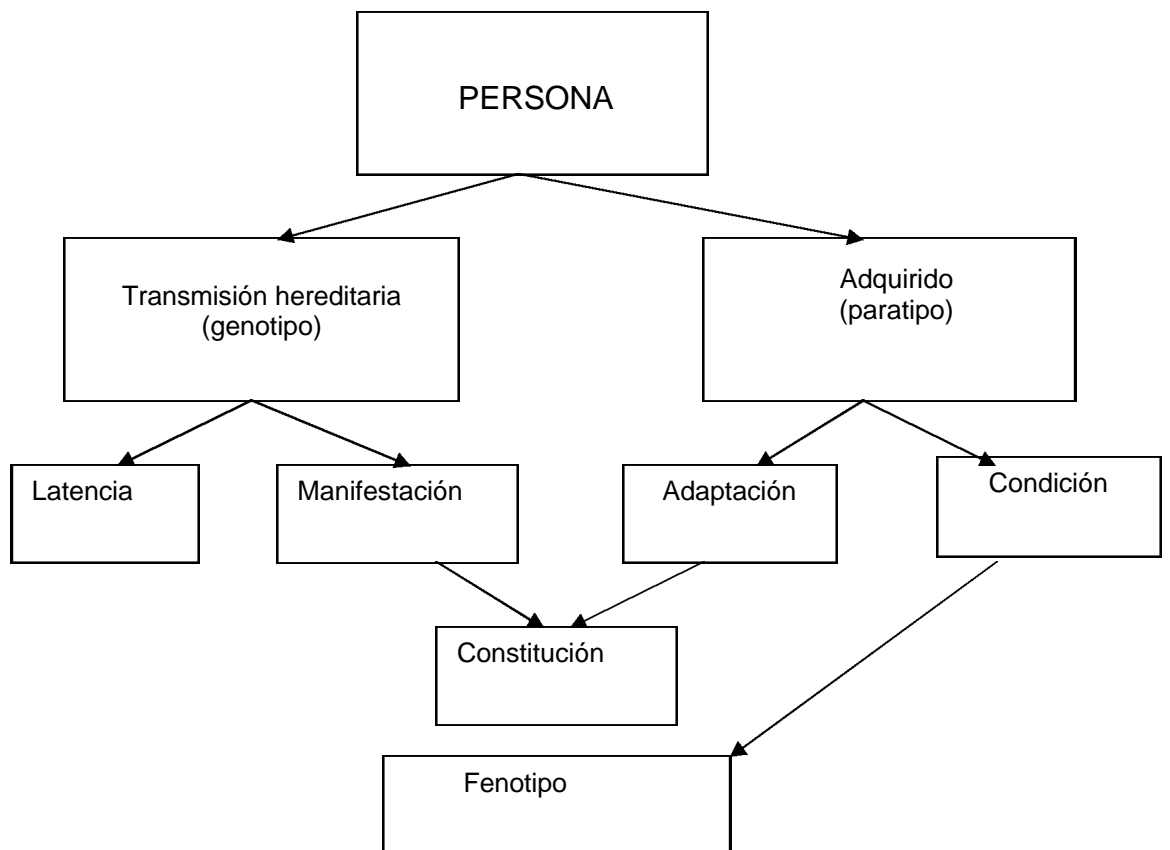 PERSONA
Transmisión hereditaria
(genotipo)
Adquirido
(paratipo)
Latencia
Manifestación
Adaptación
Condición
Constitución
Fenotipo